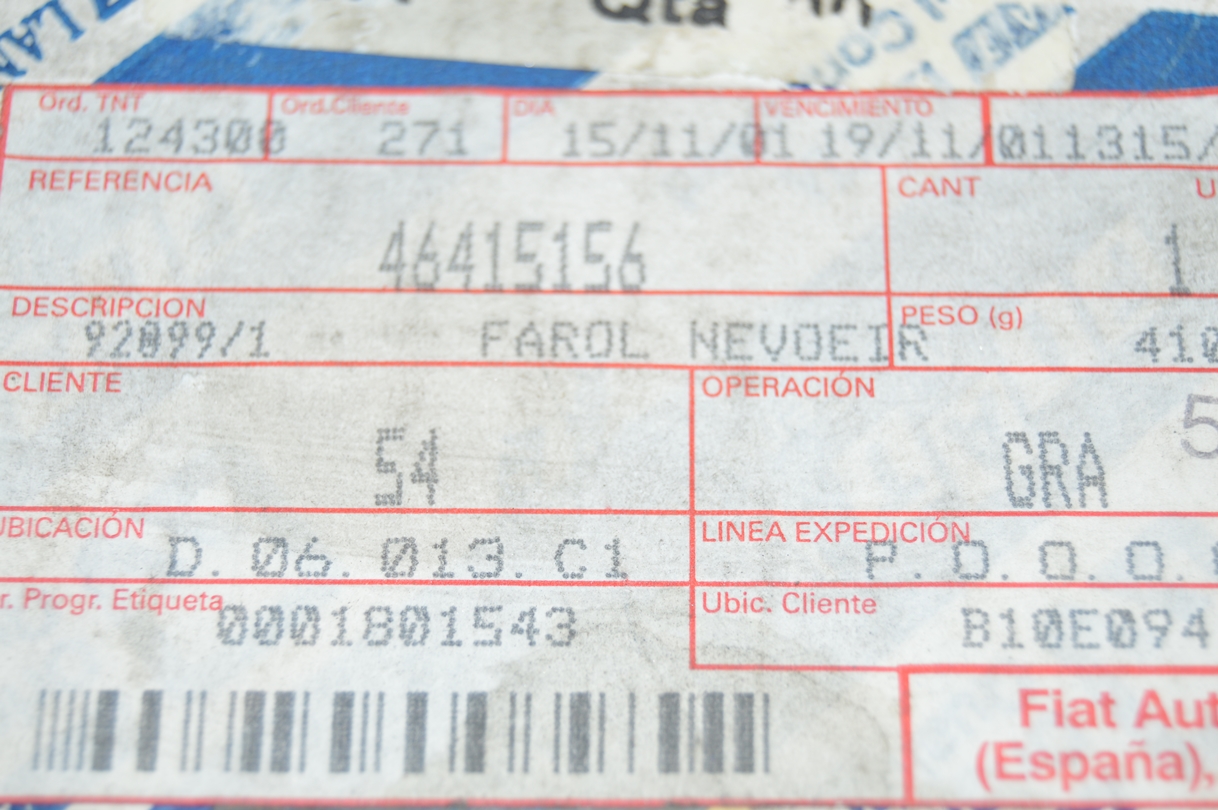 Qta
Ord. TNT Ord.Cliente DIA VENCIMIENTO
124300 271 15/11/01 19/11/011315/
REFERENCIA CANT U
46415156 1
DESCRIPCION PESO (g)
92099/1 FAROL NEVOEIR 410
CLIENTE OPERACIÓN
5
GRA
UBICACIÓN LINEA EXPEDICIÓN
D.06.013.C1 P.O.O.O.
r. Progr. Etiqueta Ubic. Cliente
0001801543 B10E094
Fiat Aut
(España),